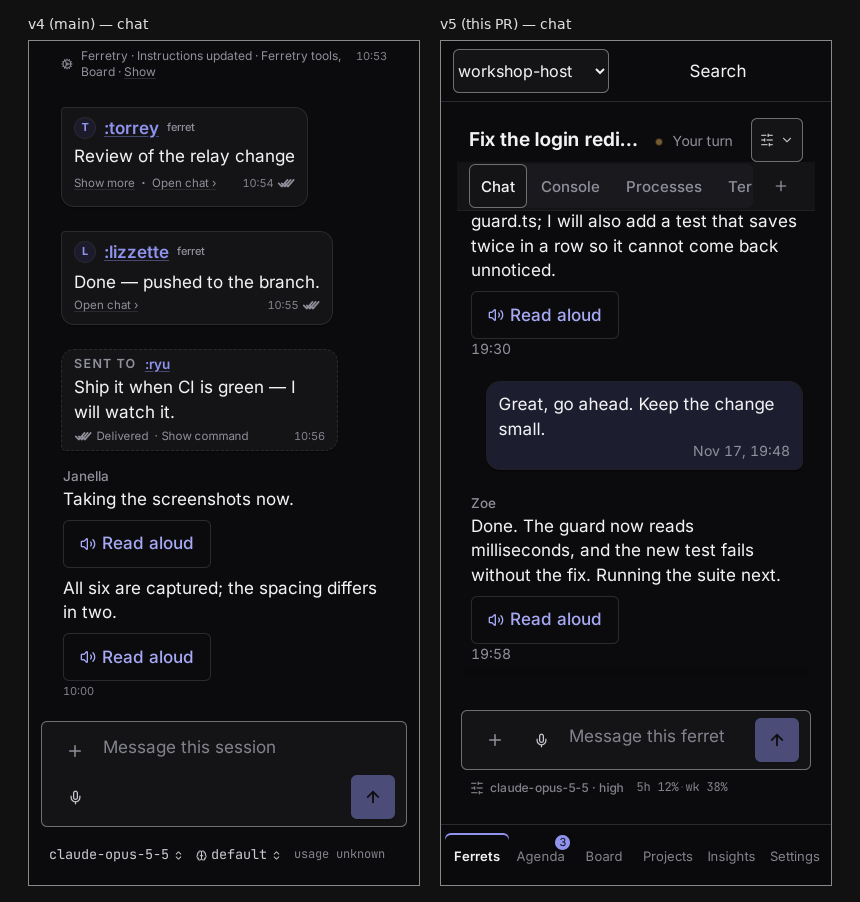 v4 (main) — chat
Ferretry · Instructions updated · Ferretry tools, 10:53
Board · Show
T :torrey ferret
Review of the relay change
Show more · Open chat › 10:54
L :lizzette ferret
Done — pushed to the branch.
Open chat › 10:55
SENT TO :ryu
Ship it when CI is green — I
will watch it.
Delivered · Show command 10:56
Janella
Taking the screenshots now.
Read aloud
All six are captured; the spacing differs
in two.
Read aloud
10:00
Message this session
claude-opus-5-5 default usage unknown
v5 (this PR) — chat
workshop-host Search
Fix the login redi... Your turn
Chat Console Processes Ter
guard.ts; I will also add a test that saves
twice in a row so it cannot come back
unnoticed.
Read aloud
19:30
Great, go ahead. Keep the change
small.
Nov 17, 19:48
Zoe
Done. The guard now reads
milliseconds, and the new test fails
without the fix. Running the suite next.
Read aloud
19:58
Message this ferret
claude-opus-5-5 · high 5h 12% wk 38%
3
Ferrets Agenda Board Projects Insights Settings